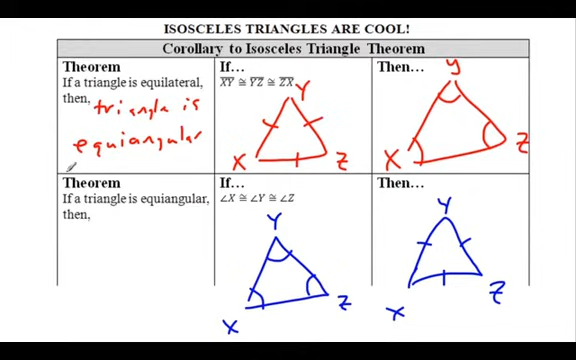 ISOSCELES TRIANGLES ARE COOL!
Corollary to Isosceles Triangle Theorem
Theorem
If a triangle is equilateral,
then, triangle is
equiangular
If...
XY ≅ YZ ≅ ZX
Y
X
Z
Then...
Y
X
Z
Theorem
If a triangle is equiangular,
then,
If...
∠X ≅ ∠Y ≅ ∠Z
Y
X
Z
Then...
Y
X
Z